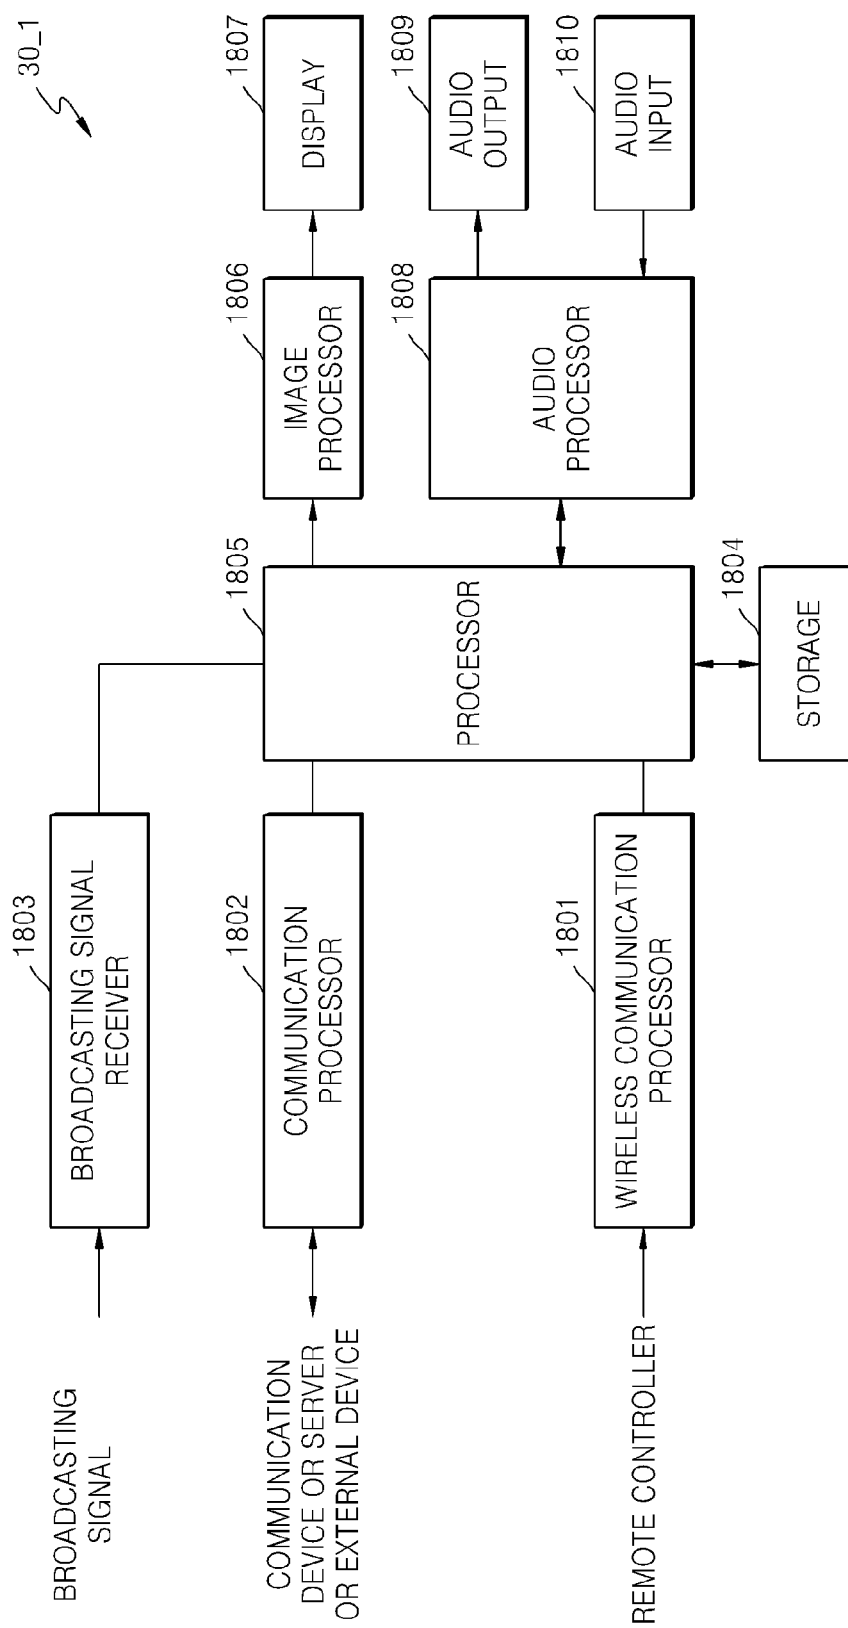 30_1
BROADCASTING
SIGNAL
1803
BROADCASTING SIGNAL
RECEIVER
COMMUNICATION
DEVICE OR SERVER
OR EXTERNAL DEVICE
1802
COMMUNICATION
PROCESSOR
REMOTE CONTROLLER
1801
WIRELESS COMMUNICATION
PROCESSOR
1805
PROCESSOR
1804
STORAGE
1806
IMAGE
PROCESSOR
1807
DISPLAY
1808
AUDIO
PROCESSOR
1809
AUDIO
OUTPUT
1810
AUDIO
INPUT